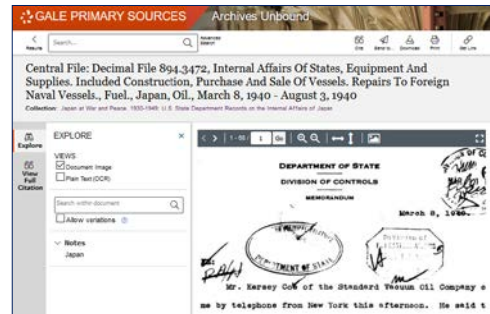 GALE PRIMARY SOURCES Archives Unbound
Results
Search...
Advanced Search
Cite
Send to...
Download
Print
Get Link
Central File: Decimal File 894.3472, Internal Affairs Of States, Equipment And
Supplies. Included Construction, Purchase And Sale Of Vessels. Repairs To Foreign
Naval Vessels., Fuel., Japan, Oil., March 8, 1940 - August 3, 1940
Collection: Japan at War and Peace, 1930-1949: U.S. State Department Records on the Internal Affairs of Japan
Explore
View Full Citation
EXPLORE
VIEWS
Document Image
Plain Text (OCR)
Search within document
Allow variations
Notes
Japan
1 Go
DEPARTMENT OF STATE
DIVISION OF CONTROLS
MEMORANDUM
March 8, 1940.
DEPARTMENT OF STATE
Mr. Kersey Coe of the Standard Vacuum Oil Company c
me by telephone from New York this afternoon. He said t